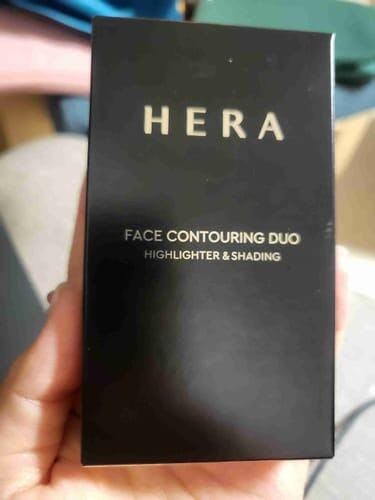 HERA
FACE CONTOURING DUO
HIGHLIGHTER & SHADING